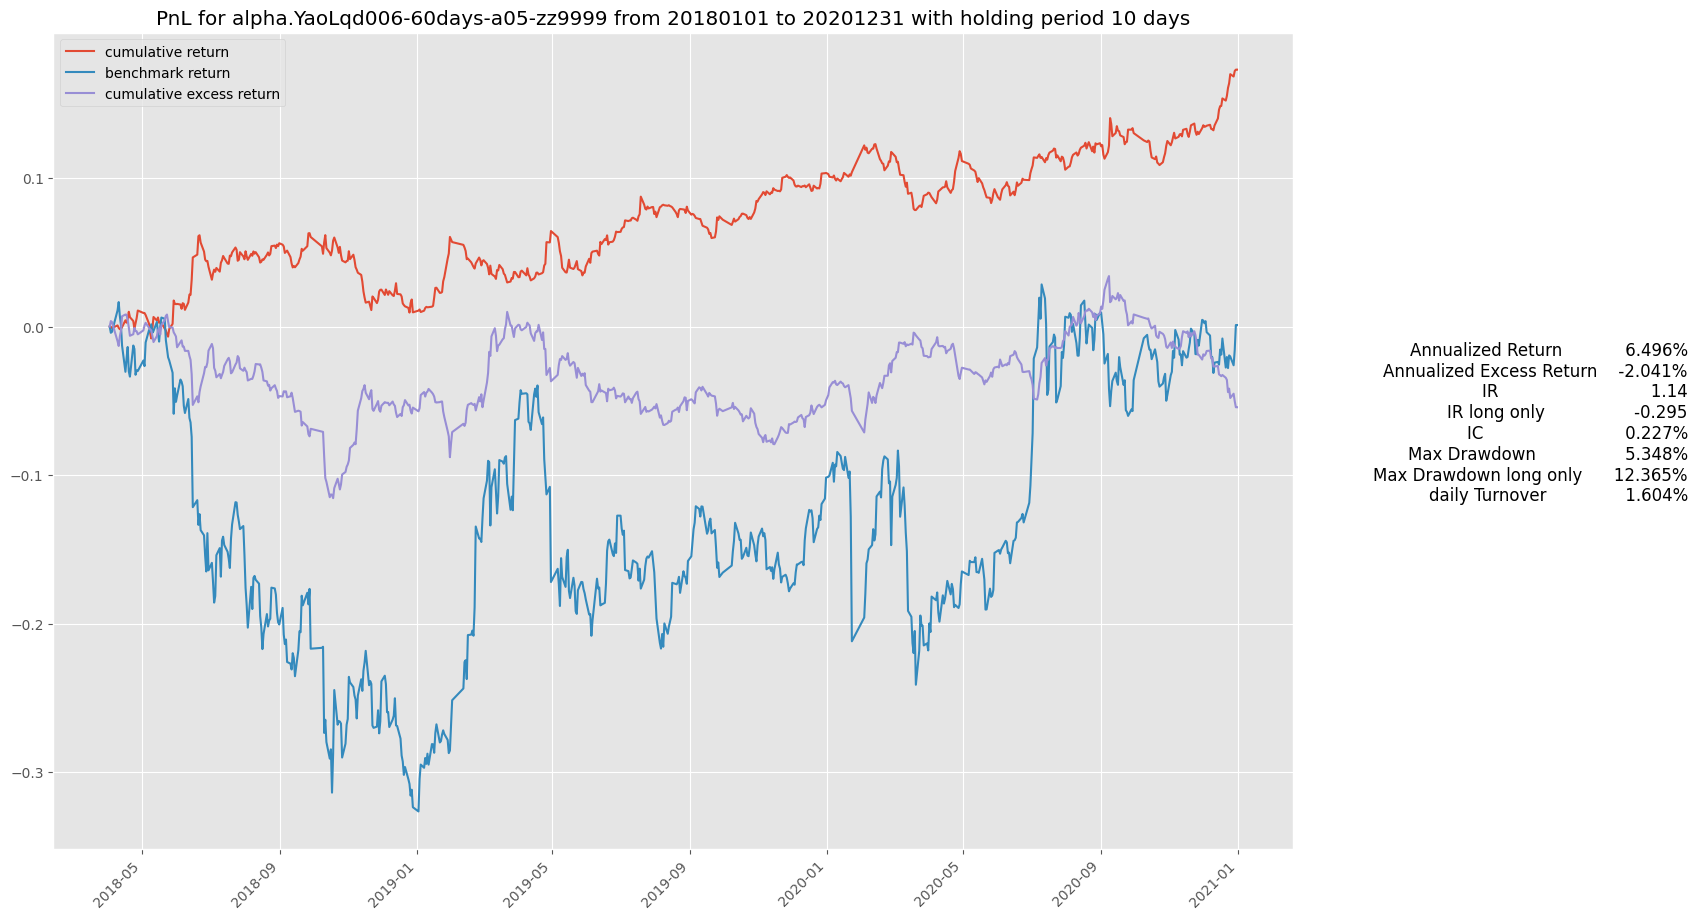 PnL for alpha.YaoLqd006-60days-a05-zz9999 from 20180101 to 20201231 with holding period 10 days
cumulative return
benchmark return
cumulative excess return
0.1
0.0
−0.1
−0.2
−0.3
2018-05
2018-09
2019-01
2019-05
2019-09
2020-01
2020-05
2020-09
2021-01
Annualized Return 6.496%
Annualized Excess Return -2.041%
IR 1.14
IR long only -0.295
IC 0.227%
Max Drawdown 5.348%
Max Drawdown long only 12.365%
daily Turnover 1.604%